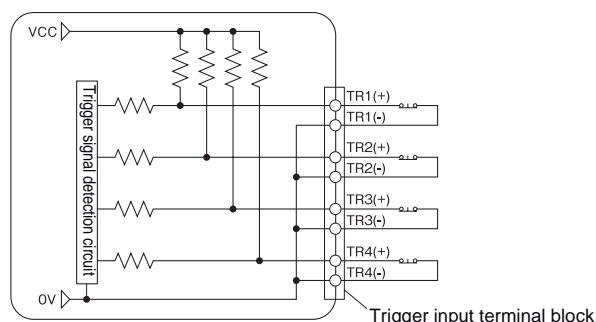 VCC
Trigger signal detection circuit
TR1(+)
TR1(-)
TR2(+)
TR2(-)
TR3(+)
TR3(-)
TR4(+)
TR4(-)
0V
Trigger input terminal block